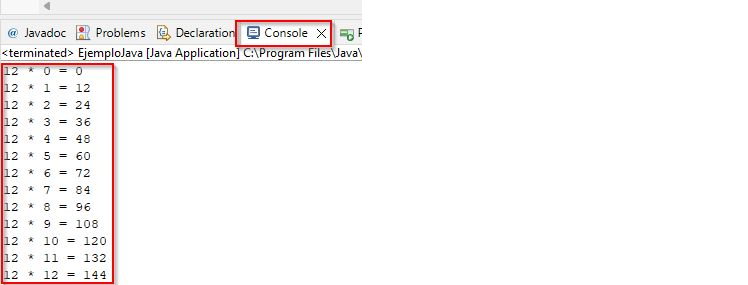 @ Javadoc Problems Declaration Console
<terminated> EjemploJava [Java Application] C:\Program Files\Java\
12 * 0 = 0
12 * 1 = 12
12 * 2 = 24
12 * 3 = 36
12 * 4 = 48
12 * 5 = 60
12 * 6 = 72
12 * 7 = 84
12 * 8 = 96
12 * 9 = 108
12 * 10 = 120
12 * 11 = 132
12 * 12 = 144